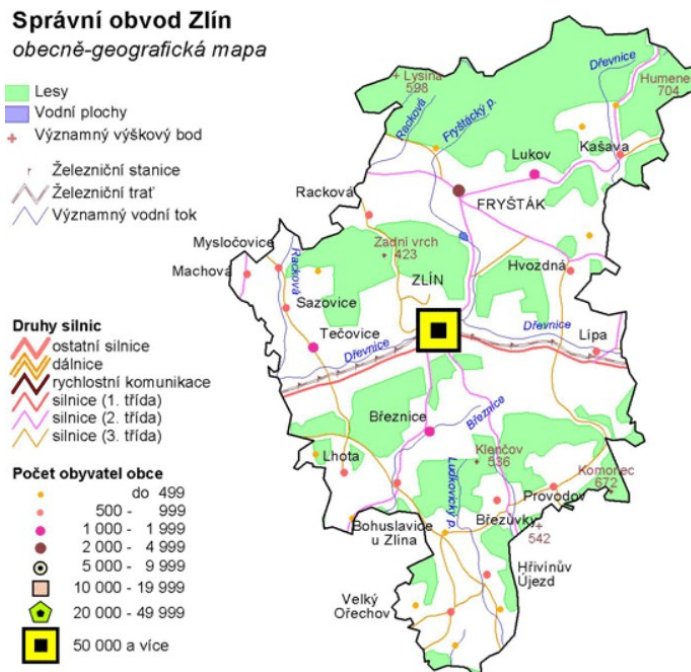 Správní obvod Zlín
obecně-geografická mapa
Lesy
Vodní plochy
Významný výškový bod
Železniční stanice
Železniční trať
Významný vodní tok
Druhy silnic
ostatní silnice
dálnice
rychlostní komunikace
silnice (1. třída)
silnice (2. třída)
silnice (3. třída)
Počet obyvatel obce
do 499
500 - 999
1 000 - 1 999
2 000 - 4 999
5 000 - 9 999
10 000 - 19 999
20 000 - 49 999
50 000 a více
Dřevnice
Lysina
598
Humenec
704
Racková
Fryštácký p.
Kašava
Lukov
Racková
FRYŠTÁK
Mysločovice
Zadní vrch
423
Machová
Racková
Hvozdná
ZLÍN
Sazovice
Tečovice
Dřevnice
Dřevnice
Lípa
Březnice
Březnice
Lhota
Klenčov
536
Komonec
672
Ludkovický p.
Provodov
Bohuslavice
u Zlína
Březůvky
542
Hřivínův
Újezd
Velký
Ořechov